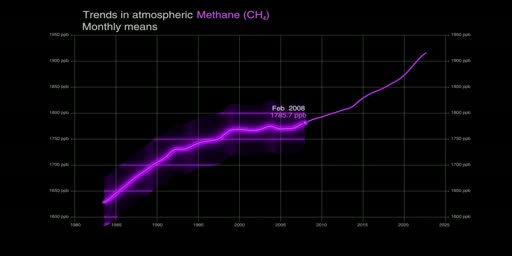 Trends in atmospheric Methane (CH₄)
Monthly means
1950 ppb 1950 ppb
1900 ppb 1900 ppb
1850 ppb 1850 ppb
Feb 2008
1785.7 ppb
1800 ppb 1800 ppb
1750 ppb 1750 ppb
1700 ppb 1700 ppb
1650 ppb 1650 ppb
1600 ppb 1600 ppb
1980 1985 1990 1995 2000 2005 2010 2015 2020 2025